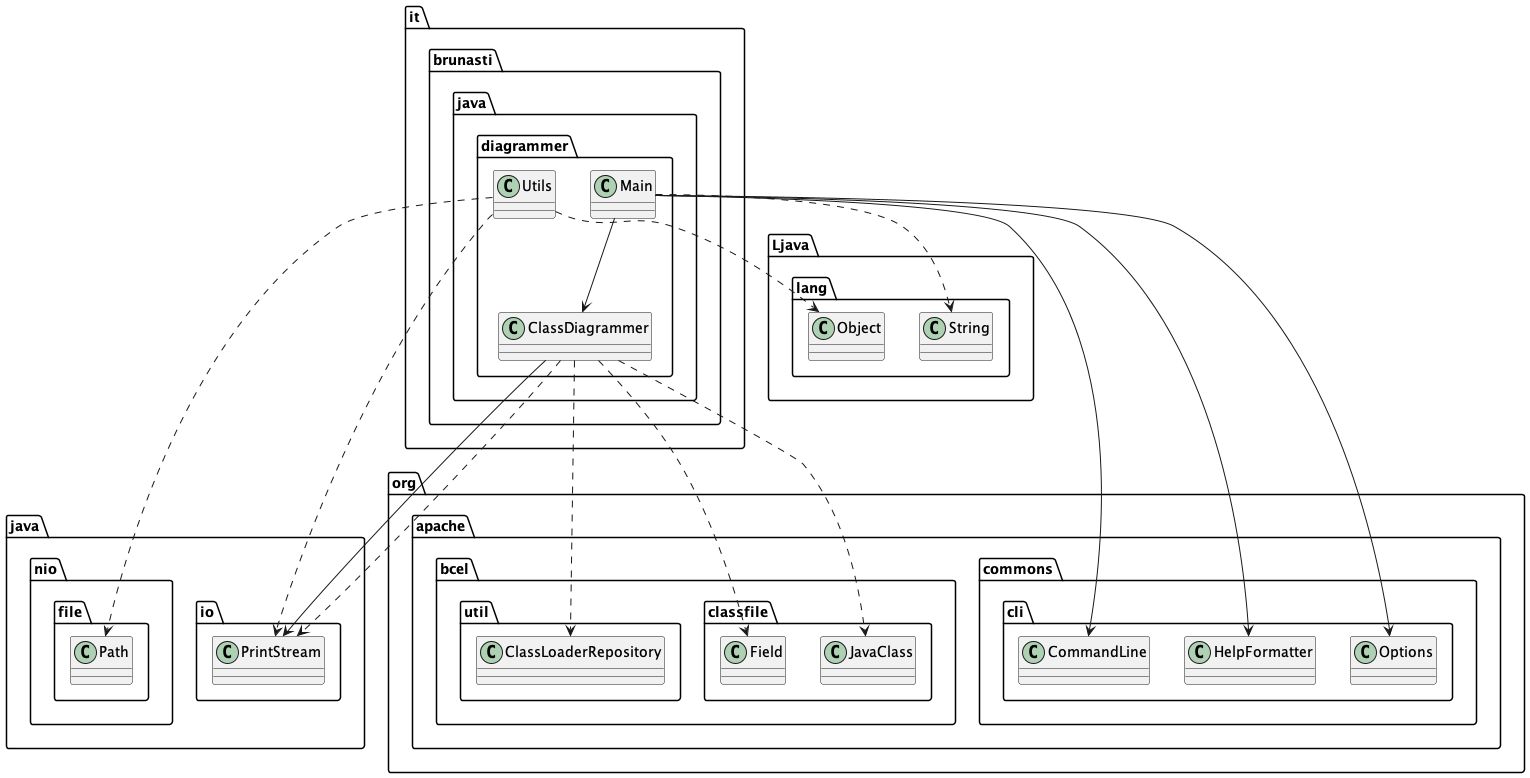 it
brunasti
java
diagrammer
C Utils
C Main
Ljava
lang
C ClassDiagrammer
C Object
C String
org
java
apache
nio
bcel
commons
file
io
util
classfile
cli
C Path
C PrintStream
C ClassLoaderRepository
C Field
C JavaClass
C CommandLine
C HelpFormatter
C Options